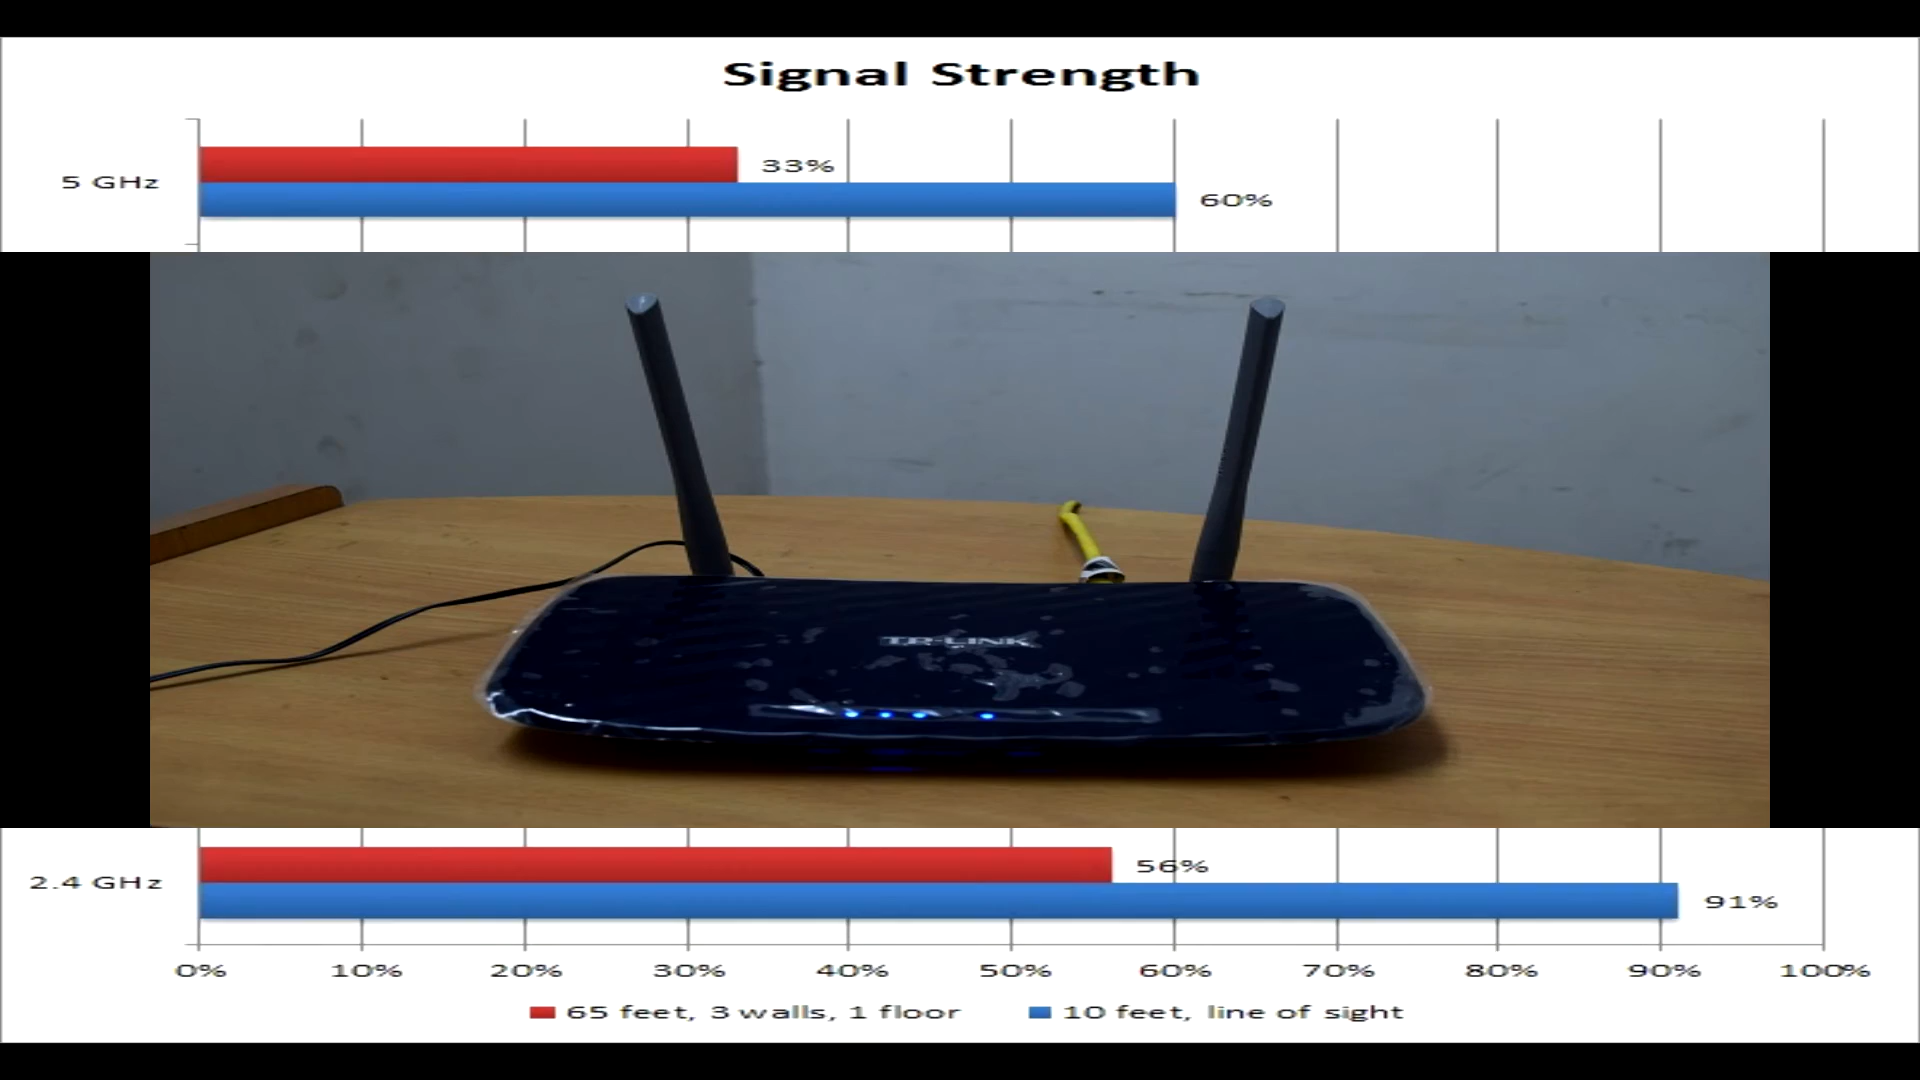 Signal Strength
5 GHz
33%
60%
TP-LINK
2.4 GHz
56%
91%
0% 10% 20% 30% 40% 50% 60% 70% 80% 90% 100%
65 feet, 3 walls, 1 floor 10 feet, line of sight